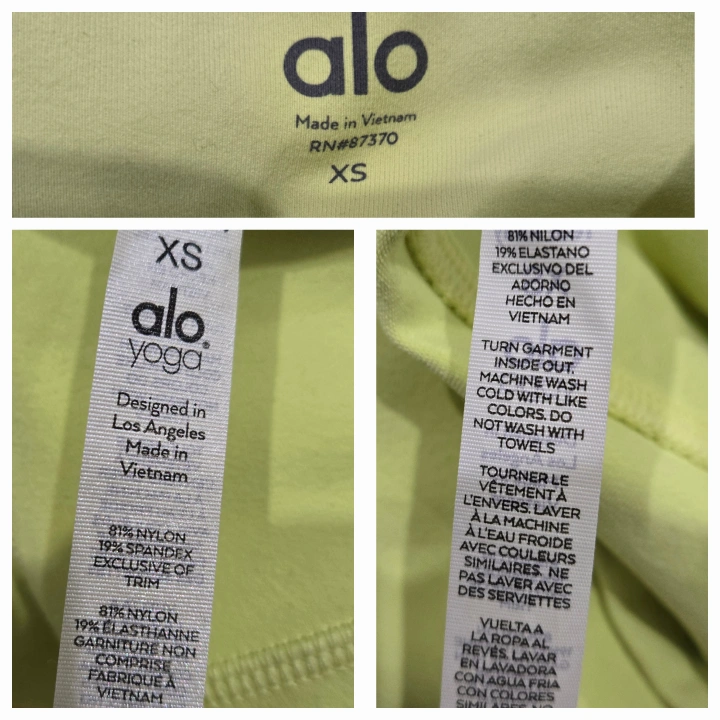 alo
Made in Vietnam
RN#87370
XS
XS
alo®
yoga
Designed in
Los Angeles
Made in
Vietnam
81% NYLON
19% SPANDEX
EXCLUSIVE OF
TRIM
81% NYLON
19% ÉLASTHANNE
GARNITURE NON
COMPRISE
FABRIQUÉ À
VIETNAM
81% NILON
19% ELASTANO
EXCLUSIVO DEL
ADORNO
HECHO EN
VIETNAM
TURN GARMENT
INSIDE OUT.
MACHINE WASH
COLD WITH LIKE
COLORS. DO
NOT WASH WITH
TOWELS
TOURNER LE
VÊTEMENT À
L'ENVERS. LAVER
À LA MACHINE
À L'EAU FROIDE
AVEC COULEURS
SIMILAIRES. NE
PAS LAVER AVEC
DES SERVIETTES
VUELTA A
LA ROPA AL
REVÉS. LAVAR
EN LAVADORA
CON AGUA FRIA
CON COLORES
SIMILARES. NO